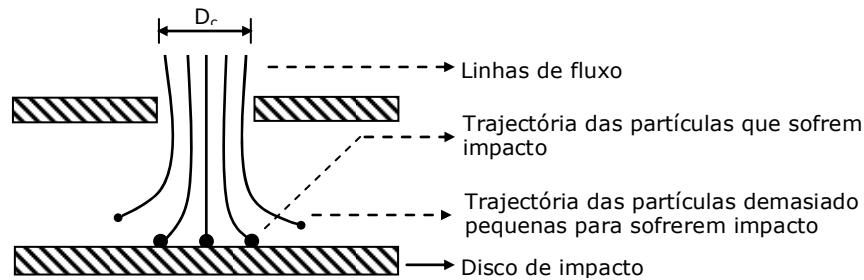 Dc
Linhas de fluxo
Trajectória das partículas que sofrem
impacto
Trajectória das partículas demasiado
pequenas para sofrerem impacto
Disco de impacto